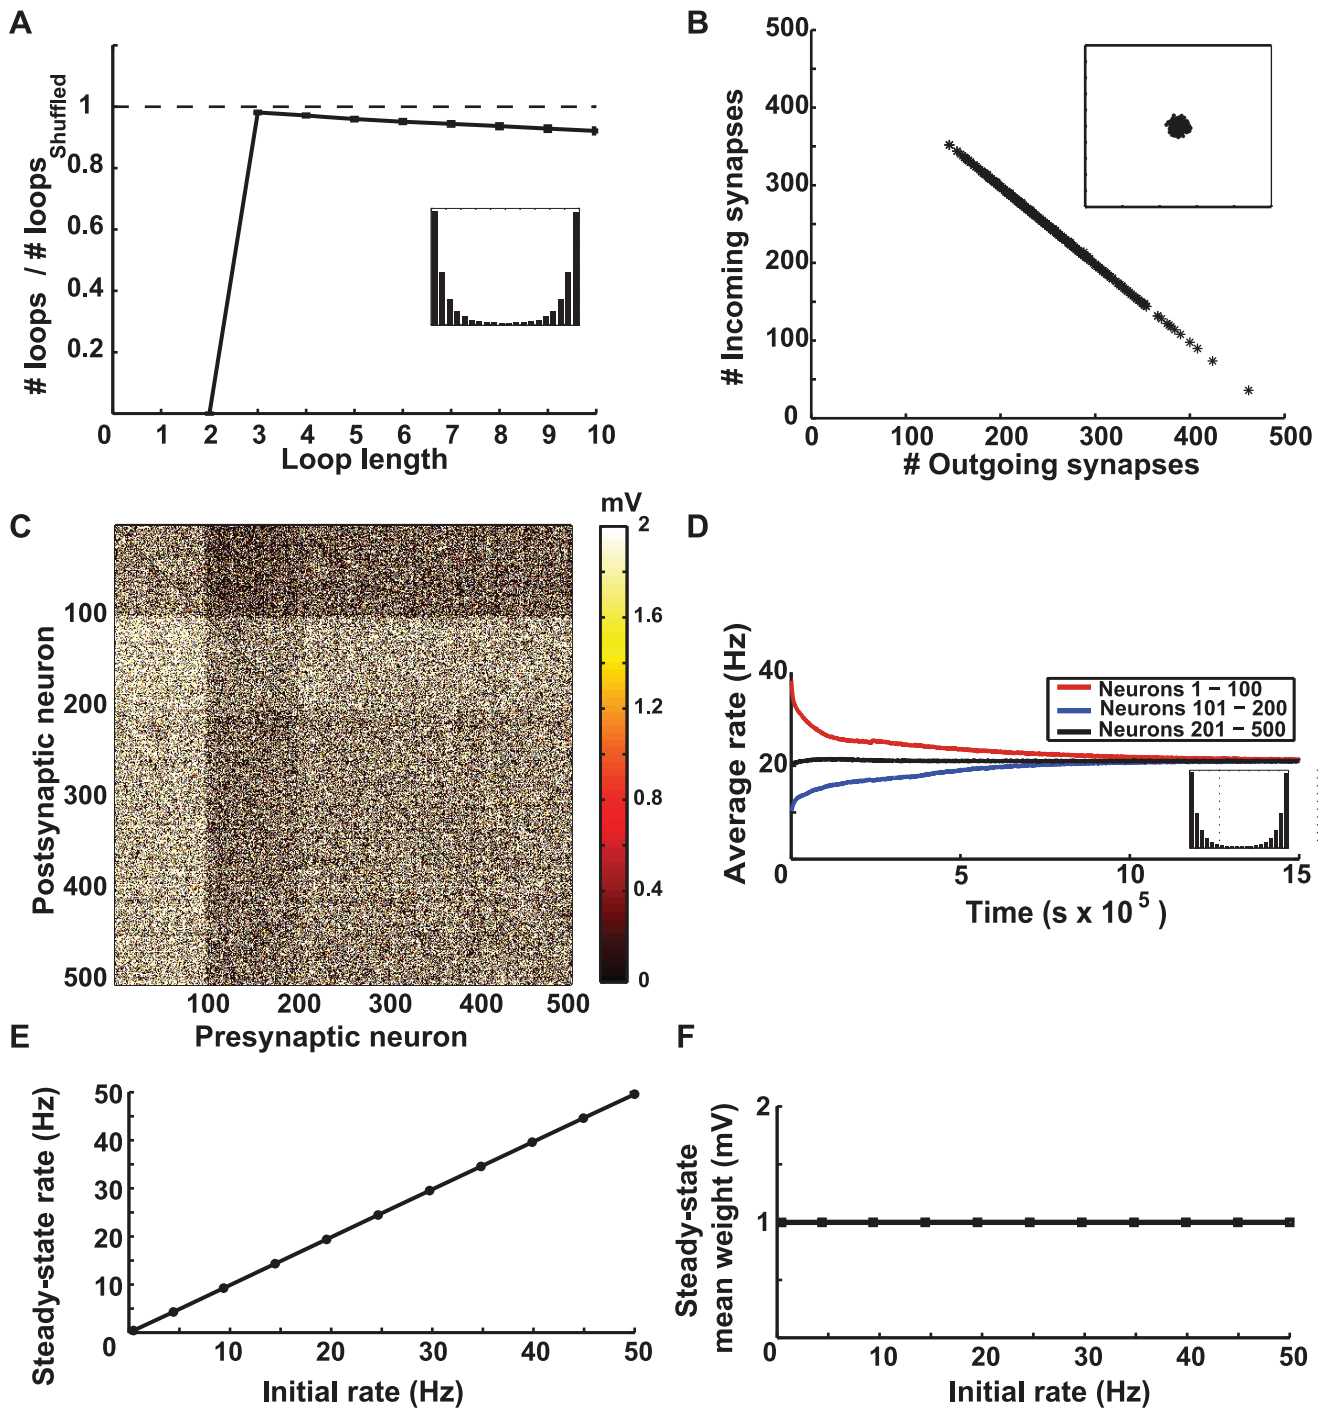 A
# loops / # loops Shuffled
1
0.8
0.6
0.4
0.2
0 1 2 3 4 5 6 7 8 9 10
Loop length
B
# Incoming synapses
500
400
300
200
100
0
0 100 200 300 400 500
# Outgoing synapses
C
Postsynaptic neuron
100
200
300
400
500
100 200 300 400 500
Presynaptic neuron
mV
2
1.6
1.2
0.8
0.4
0
D
Average rate (Hz)
40
20
0
Neurons 1 – 100
Neurons 101 – 200
Neurons 201 – 500
0 5 10 15
Time (s x 10 5 )
E
Steady-state rate (Hz)
50
40
30
20
10
0
10 20 30 40 50
Initial rate (Hz)
F
Steady-state
mean weight (mV)
2
1
0
0 10 20 30 40 50
Initial rate (Hz)